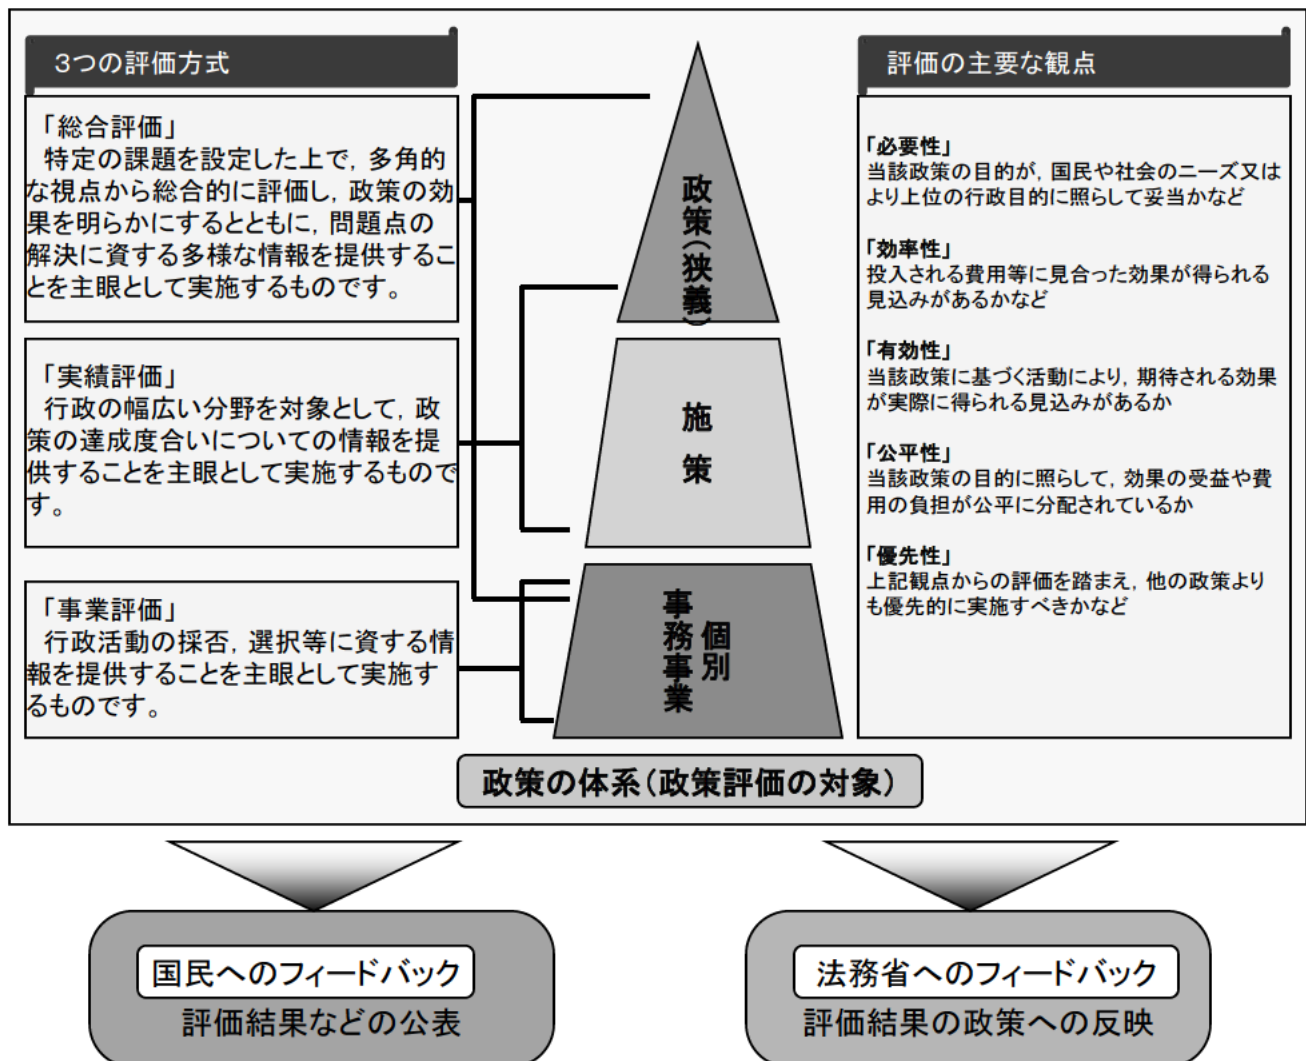 3つの評価方式
「総合評価」
特定の課題を設定した上で，多角的
な視点から総合的に評価し，政策の効
果を明らかにするとともに，問題点の
解決に資する多様な情報を提供するこ
とを主眼として実施するものです。
「実績評価」
行政の幅広い分野を対象として，政
策の達成度合いについての情報を提
供することを主眼として実施するもので
す。
「事業評価」
行政活動の採否，選択等に資する情
報を提供することを主眼として実施す
るものです。
政策（狭義）
施策
個別
事務事業
政策の体系（政策評価の対象）
評価の主要な観点
「必要性」
当該政策の目的が，国民や社会のニーズ又は
より上位の行政目的に照らして妥当かなど
「効率性」
投入される費用等に見合った効果が得られる
見込みがあるかなど
「有効性」
当該政策に基づく活動により，期待される効果
が実際に得られる見込みがあるか
「公平性」
当該政策の目的に照らして，効果の受益や費
用の負担が公平に分配されているか
「優先性」
上記観点からの評価を踏まえ，他の政策より
も優先的に実施すべきかなど
国民へのフィードバック
評価結果などの公表
法務省へのフィードバック
評価結果の政策への反映